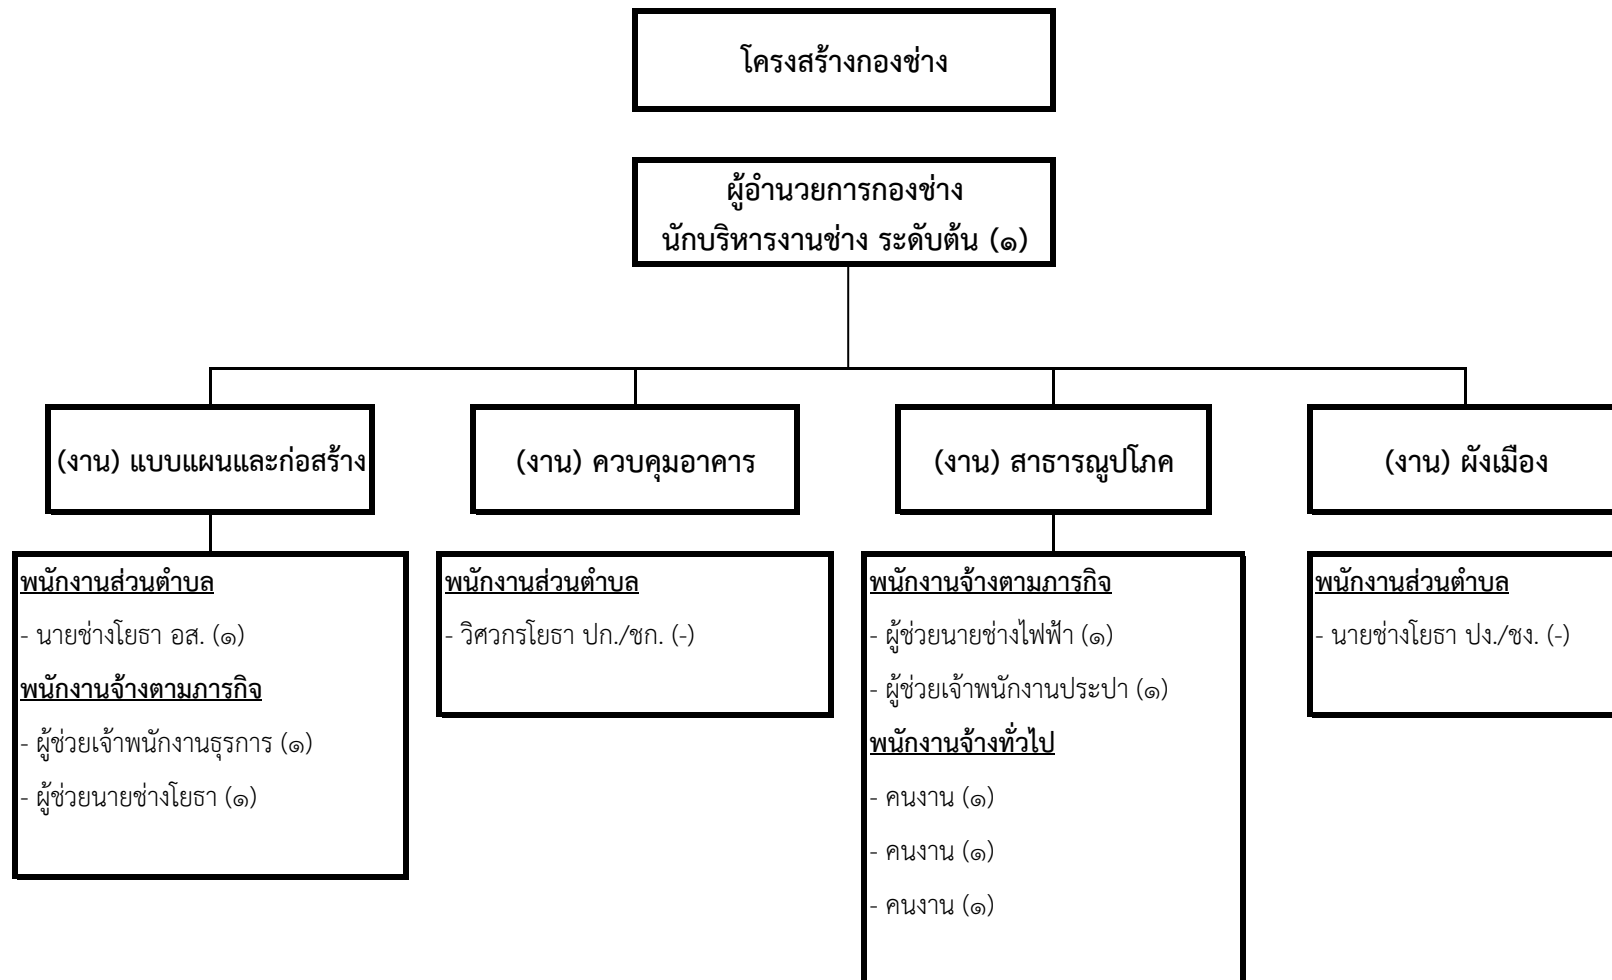 โครงสร้างกองช่าง
ผู้อำนวยการกองช่าง
นักบริหารงานช่าง ระดับต้น (๑)
(งาน) แบบแผนและก่อสร้าง
(งาน) ควบคุมอาคาร
(งาน) สาธารณูปโภค
(งาน) ผังเมือง
พนักงานส่วนตำบล
- นายช่างโยธา อส. (๑)
พนักงานจ้างตามภารกิจ
- ผู้ช่วยเจ้าพนักงานธุรการ (๑)
- ผู้ช่วยนายช่างโยธา (๑)
พนักงานส่วนตำบล
- วิศวกรโยธา ปก./ชก. (-)
พนักงานจ้างตามภารกิจ
- ผู้ช่วยนายช่างไฟฟ้า (๑)
- ผู้ช่วยเจ้าพนักงานประปา (๑)
พนักงานจ้างทั่วไป
- คนงาน (๑)
- คนงาน (๑)
- คนงาน (๑)
พนักงานส่วนตำบล
- นายช่างโยธา ปง./ชง. (-)